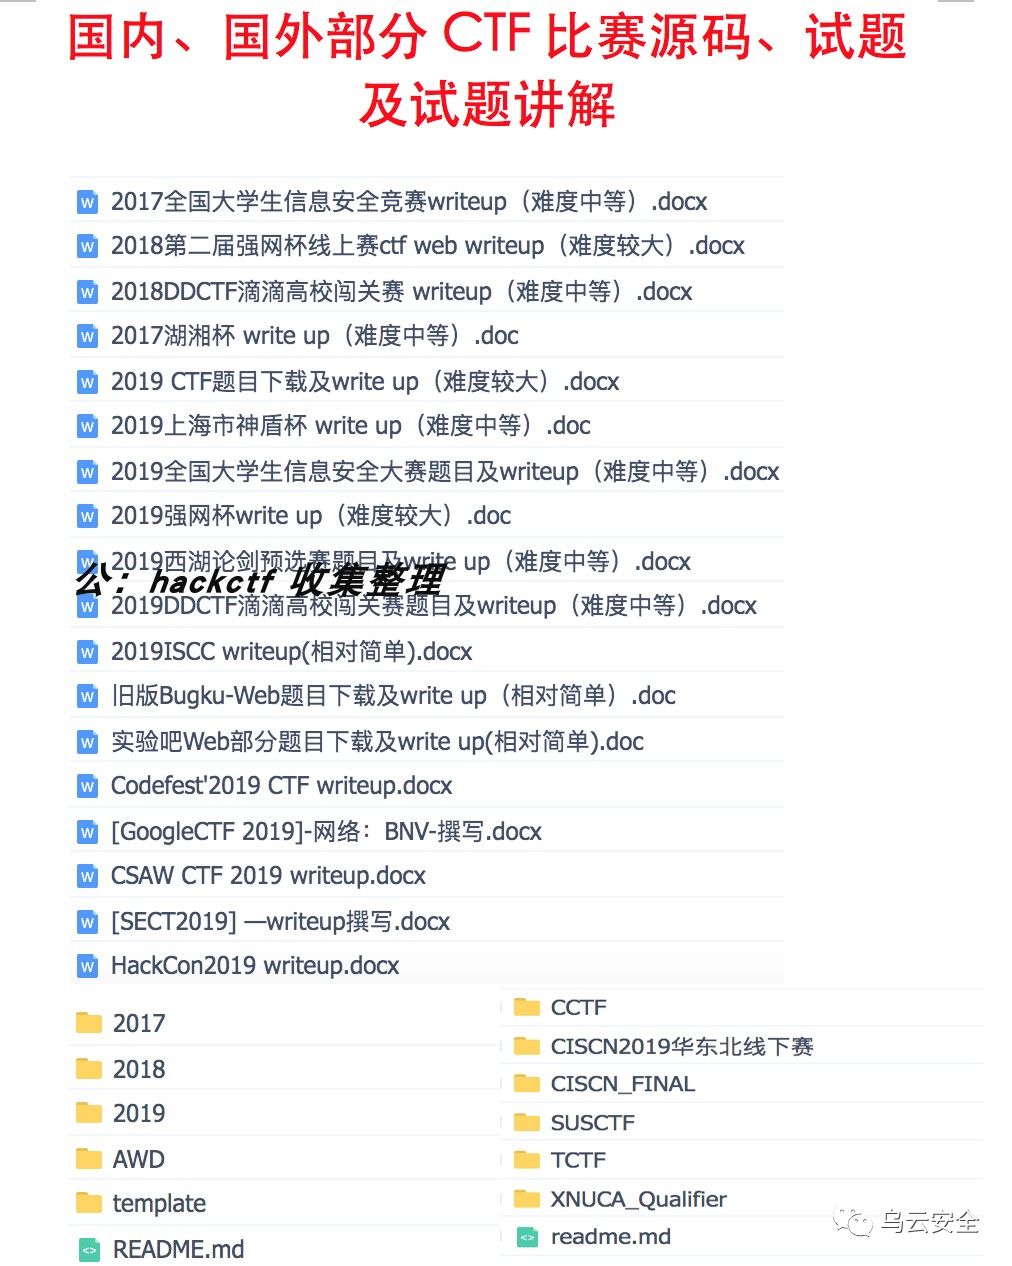 国内、国外部分 CTF 比赛源码、试题
及试题讲解
2017全国大学生信息安全竞赛writeup（难度中等）.docx
2018第二届强网杯线上赛ctf web writeup（难度较大）.docx
2018DDCTF滴滴高校闯关赛 writeup（难度中等）.docx
2017湖湘杯 write up（难度中等）.doc
2019 CTF题目下载及write up（难度较大）.docx
2019上海市神盾杯 write up（难度中等）.doc
2019全国大学生信息安全大赛题目及writeup（难度中等）.docx
2019强网杯write up（难度较大）.doc
2019西湖论剑预选赛题目及write up（难度中等）.docx
公：hackctf 收集整理
2019DDCTF滴滴高校闯关赛题目及writeup（难度中等）.docx
2019ISCC writeup(相对简单).docx
旧版Bugku-Web题目下载及write up（相对简单）.doc
实验吧Web部分题目下载及write up(相对简单).doc
Codefest'2019 CTF writeup.docx
[GoogleCTF 2019]-网络：BNV-撰写.docx
CSAW CTF 2019 writeup.docx
[SECT2019] —writeup撰写.docx
HackCon2019 writeup.docx
2017
2018
2019
AWD
template
README.md
CCTF
CISCN2019华东北线下赛
CISCN_FINAL
SUSCTF
TCTF
XNUCA_Qualifier
readme.md
乌云安全